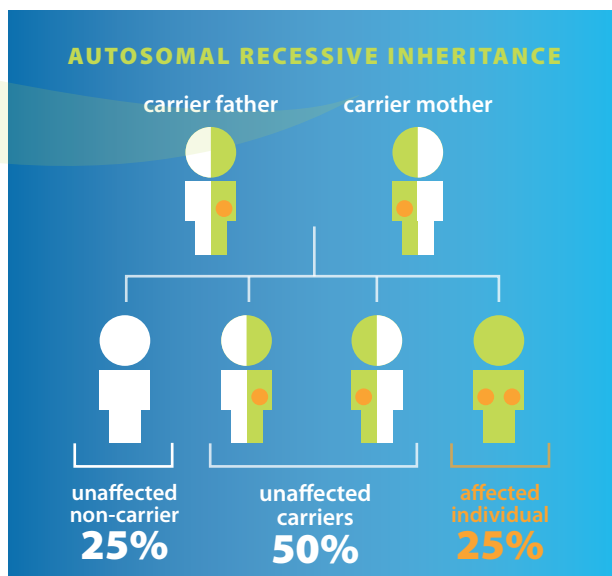 AUTOSOMAL RECESSIVE INHERITANCE
carrier father carrier mother
unaffected
non-carrier
25%
unaffected
carriers
50%
affected
individual
25%